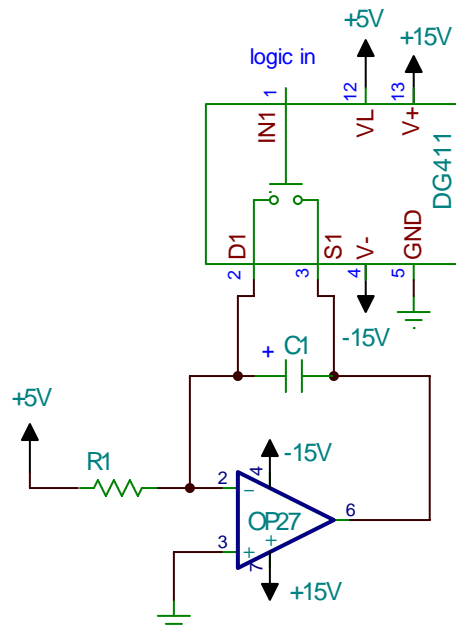 +5V
+15V
logic in
1
12
13
IN1
VL
V+
DG411
D1
S1
V-
GND
2
3
4
5
-15V
+
C1
+5V
R1
-15V
2
4
-
OP27
6
3
+
+
7
+15V